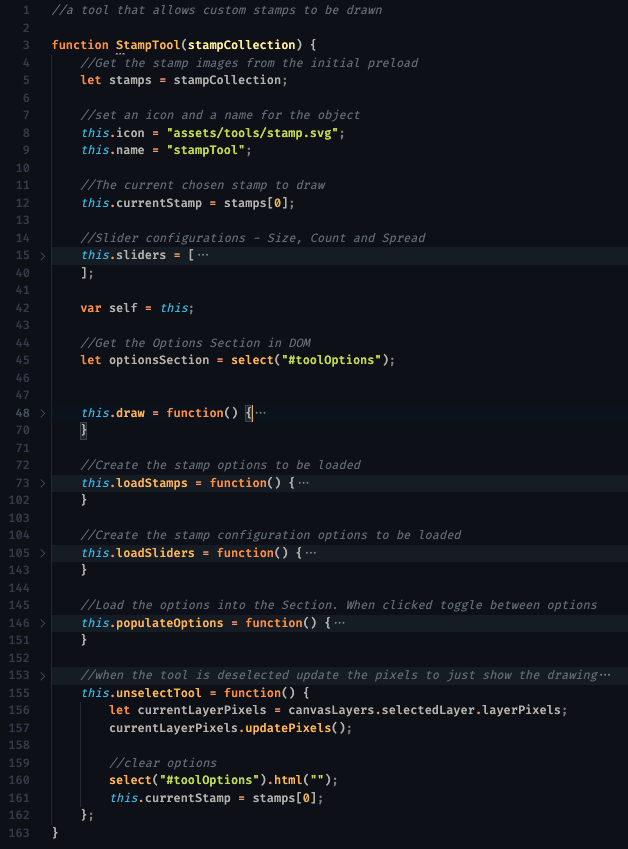 1 //a tool that allows custom stamps to be drawn
2
3 function StampTool(stampCollection) {
4 //Get the stamp images from the initial preload
5 let stamps = stampCollection;
6
7 //set an icon and a name for the object
8 this.icon = "assets/tools/stamp.svg";
9 this.name = "stampTool";
10
11 //The current chosen stamp to draw
12 this.currentStamp = stamps[0];
13
14 //Slider configurations - Size, Count and Spread
15 this.sliders = [···
40 ];
41
42 var self = this;
43
44 //Get the Options Section in DOM
45 let optionsSection = select("#toolOptions");
46
47
48 this.draw = function() {···
70 }
71
72 //Create the stamp options to be loaded
73 this.loadStamps = function() {···
102 }
103
104 //Create the stamp configuration options to be loaded
105 this.loadSliders = function() {···
143 }
144
145 //Load the options into the Section. When clicked toggle between options
146 this.populateOptions = function() {···
151 }
152
153 //when the tool is deselected update the pixels to just show the drawing···
155 this.unselectTool = function() {
156 let currentLayerPixels = canvasLayers.selectedLayer.layerPixels;
157 currentLayerPixels.updatePixels();
158
159 //clear options
160 select("#toolOptions").html("");
161 this.currentStamp = stamps[0];
162 };
163 }